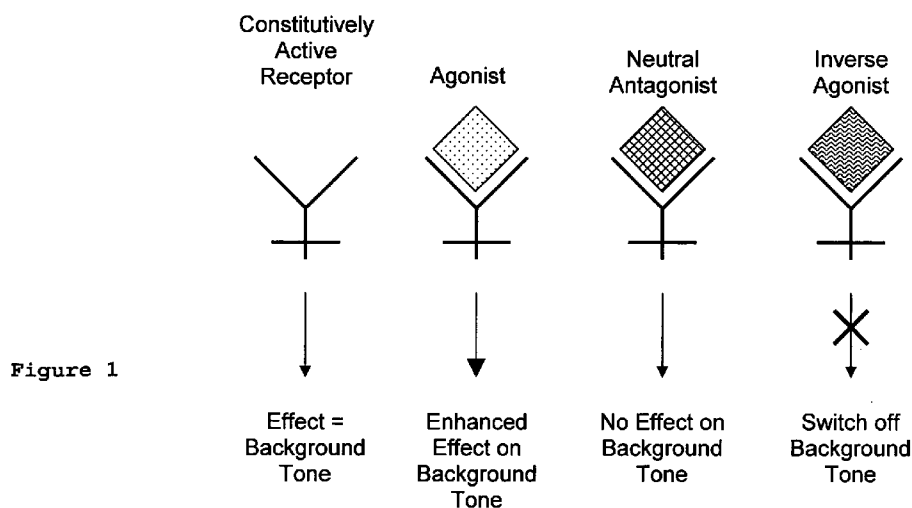 Constitutively
Active
Receptor
Agonist
Neutral
Antagonist
Inverse
Agonist
Figure 1
Effect =
Background
Tone
Enhanced
Effect on
Background
Tone
No Effect on
Background
Tone
Switch off
Background
Tone